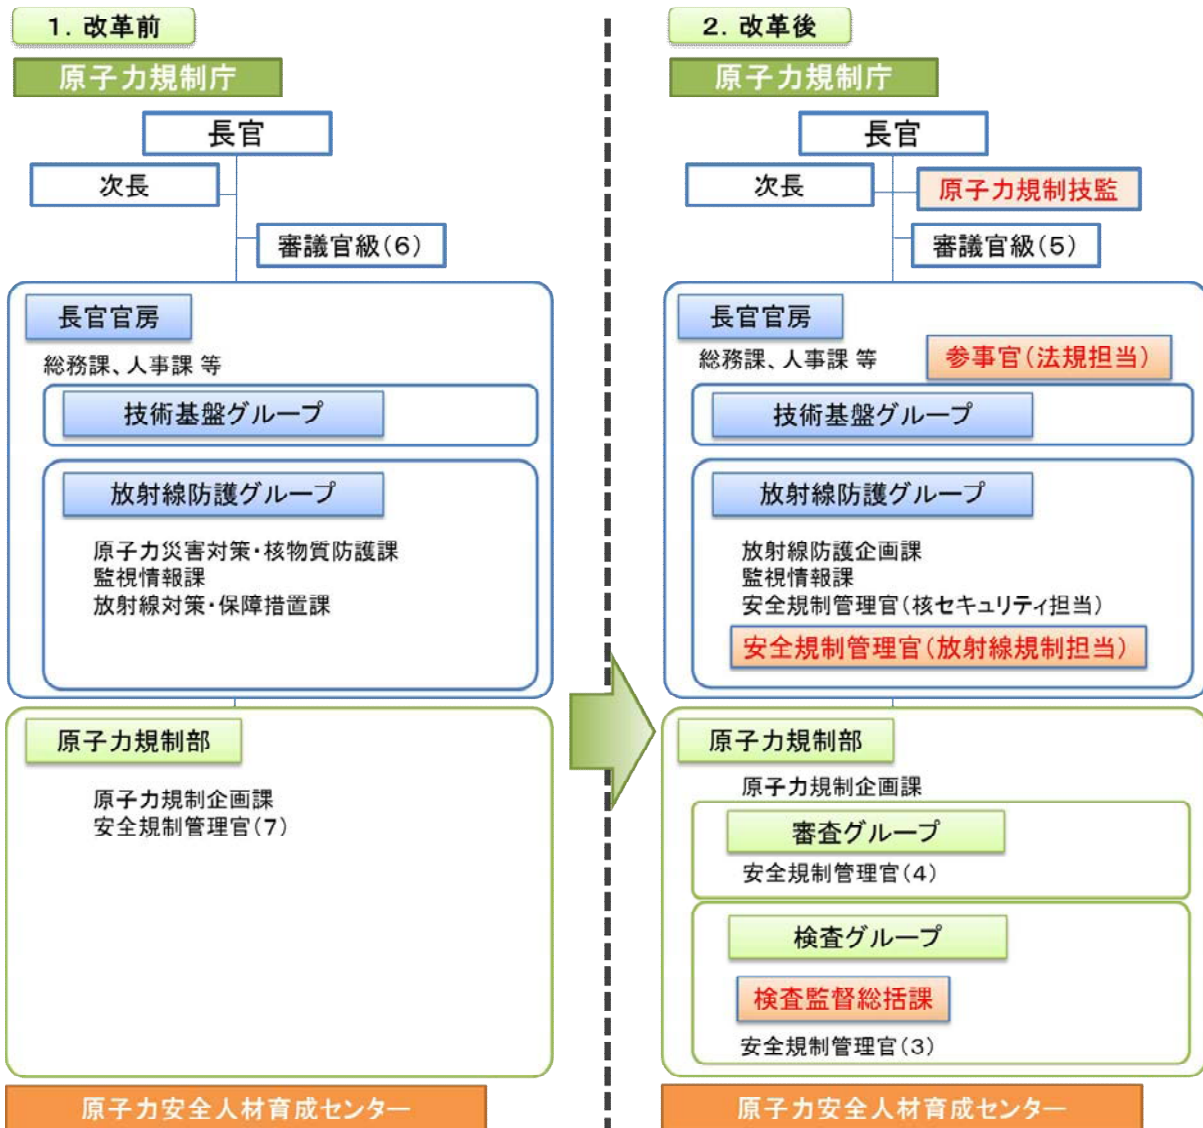 1. 改革前
原子力規制庁
長官
次長
審議官級(6)
長官官房
総務課、人事課 等
技術基盤グループ
放射線防護グループ
原子力災害対策・核物質防護課
監視情報課
放射線対策・保障措置課
原子力規制部
原子力規制企画課
安全規制管理官(7)
原子力安全人材育成センター
2. 改革後
原子力規制庁
長官
次長
原子力規制技監
審議官級(5)
長官官房
総務課、人事課 等
参事官(法規担当)
技術基盤グループ
放射線防護グループ
放射線防護企画課
監視情報課
安全規制管理官(核セキュリティ担当)
安全規制管理官(放射線規制担当)
原子力規制部
原子力規制企画課
審査グループ
安全規制管理官(4)
検査グループ
検査監督総括課
安全規制管理官(3)
原子力安全人材育成センター